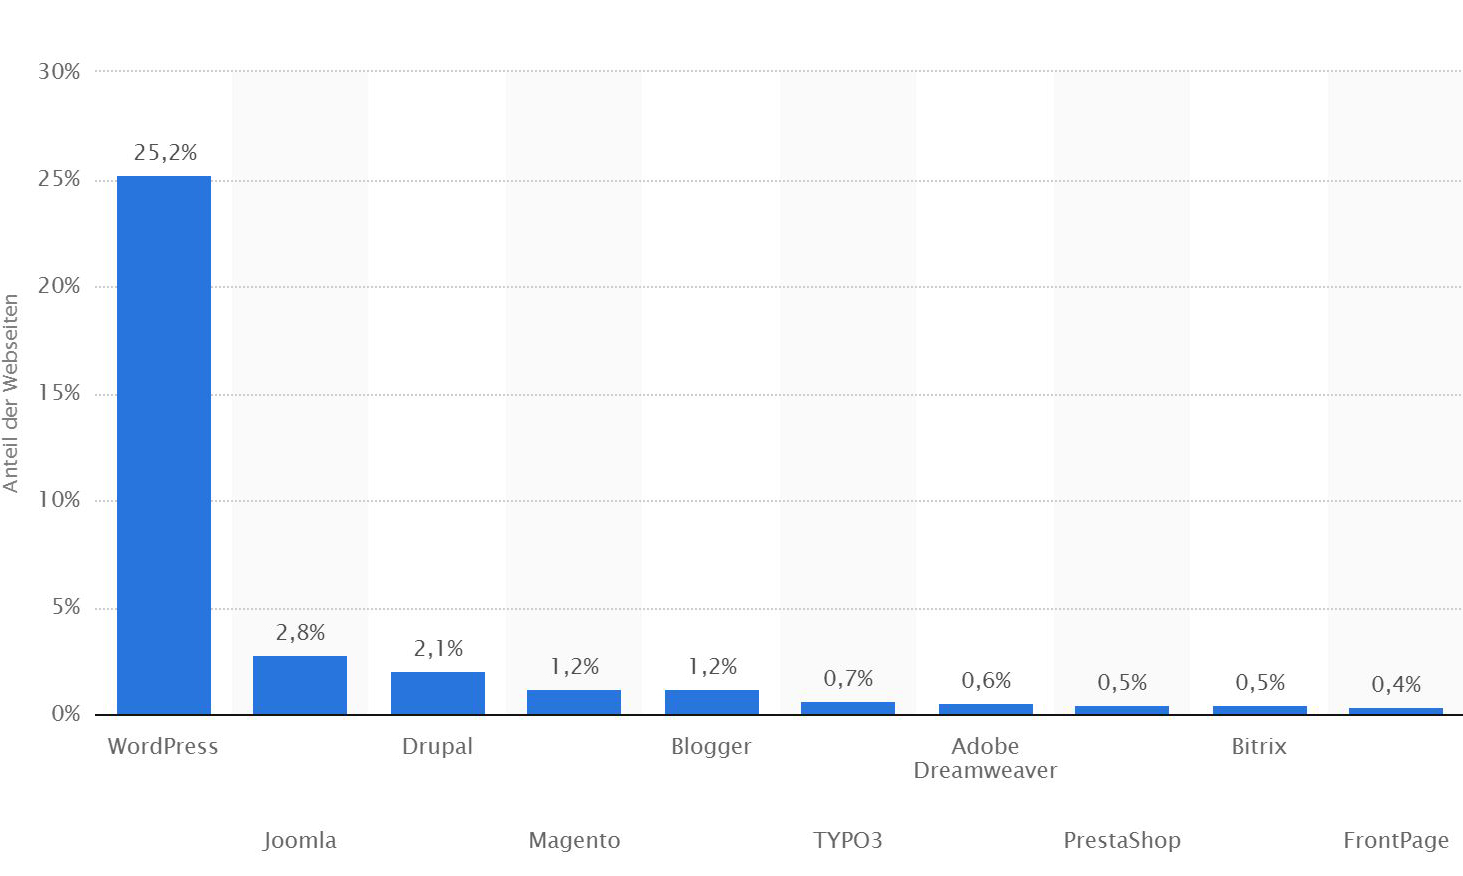 30%
25%
20%
15%
10%
5%
0%
Anteil der Webseiten
25,2%
2,8%
2,1%
1,2%
1,2%
0,7%
0,6%
0,5%
0,5%
0,4%
WordPress
Joomla
Drupal
Magento
Blogger
TYPO3
Adobe
Dreamweaver
PrestaShop
Bitrix
FrontPage